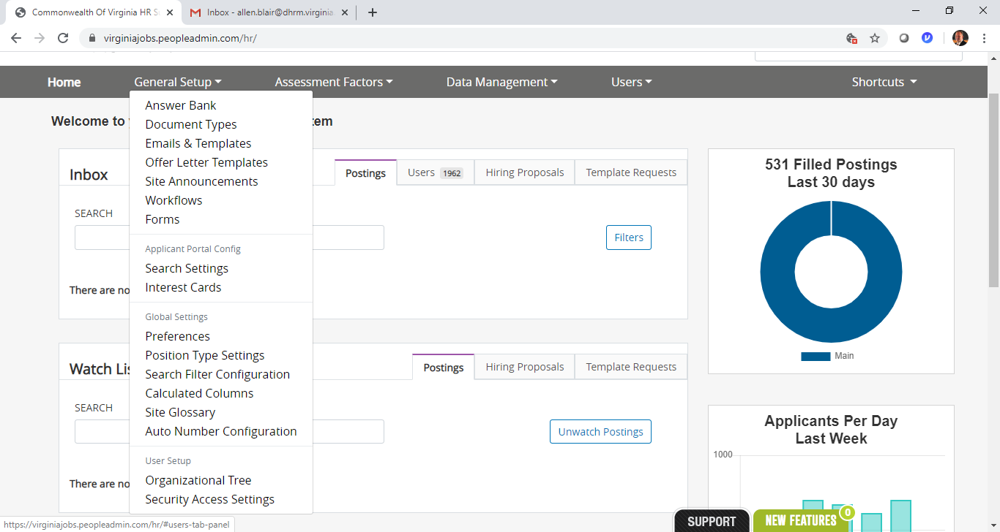 Commonwealth Of Virginia HR S
Inbox - allen.blair@dhrm.virginia.
virginiajobs.peopleadmin.com/hr/
Home General Setup Assessment Factors Data Management Users Shortcuts
Answer Bank
Document Types
Emails & Templates
Offer Letter Templates
Site Announcements
Workflows
Forms
Applicant Portal Config
Search Settings
Interest Cards
Global Settings
Preferences
Position Type Settings
Search Filter Configuration
Calculated Columns
Site Glossary
Auto Number Configuration
User Setup
Organizational Tree
Security Access Settings
Welcome to tem
Inbox
Postings Users 1962 Hiring Proposals Template Requests
SEARCH
Filters
There are no
Watch Lis
Postings Hiring Proposals Template Requests
SEARCH
Unwatch Postings
There are no
531 Filled Postings
Last 30 days
Main
Applicants Per Day
Last Week
1000
https://virginiajobs.peopleadmin.com/hr/#users-tab-panel
SUPPORT
NEW FEATURES 0